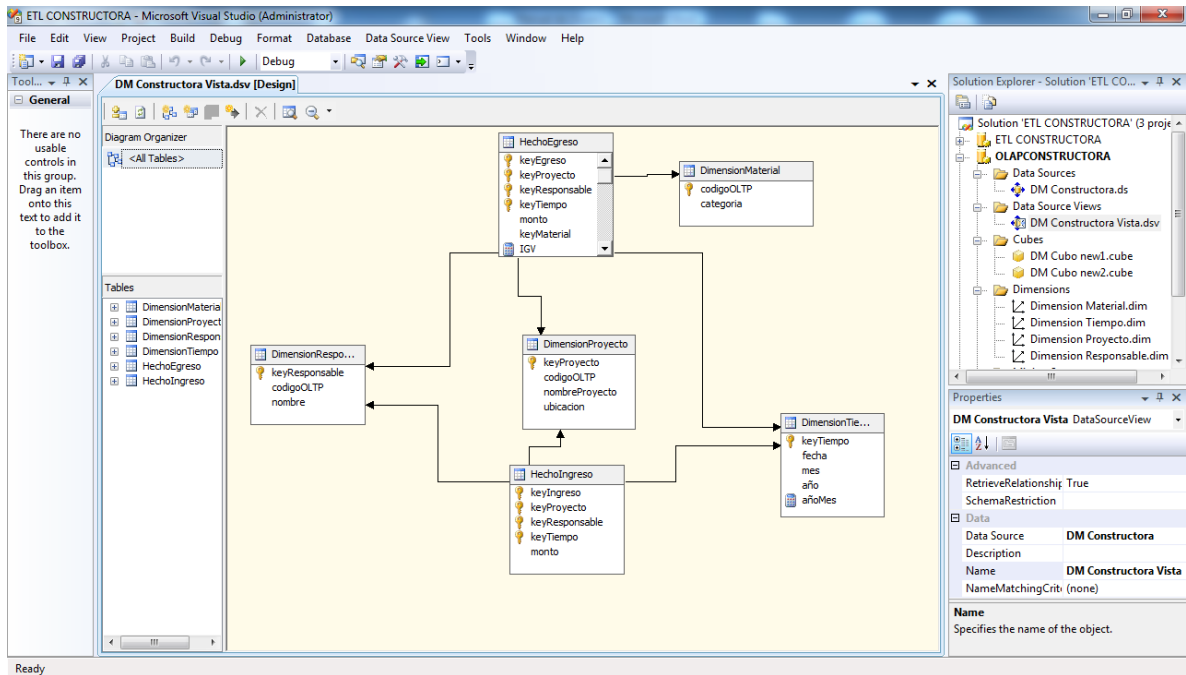 ETL CONSTRUCTORA - Microsoft Visual Studio (Administrator)
File Edit View Project Build Debug Format Database Data Source View Tools Window Help
Debug
Tool...
General
There are no
usable
controls in
this group.
Drag an item
onto this
text to add it
to the
toolbox.
DM Constructora Vista.dsv [Design]
Diagram Organizer
<All Tables>
Tables
DimensionMaterial
DimensionProyect
DimensionRespon
DimensionTiempo
HechoEgreso
HechoIngreso
HechoEgreso
keyEgreso
keyProyecto
keyResponsable
keyTiempo
monto
keyMaterial
IGV
DimensionMaterial
codigoOLTP
categoria
DimensionRespo...
keyResponsable
codigoOLTP
nombre
DimensionProyecto
keyProyecto
codigoOLTP
nombreProyecto
ubicacion
DimensionTie...
keyTiempo
fecha
mes
año
añoMes
HechoIngreso
keyIngreso
keyProyecto
keyResponsable
keyTiempo
monto
Solution Explorer - Solution 'ETL CO...
Solution 'ETL CONSTRUCTORA' (3 proje
ETL CONSTRUCTORA
OLAPCONSTRUCTORA
Data Sources
DM Constructora.ds
Data Source Views
DM Constructora Vista.dsv
Cubes
DM Cubo new1.cube
DM Cubo new2.cube
Dimensions
Dimension Material.dim
Dimension Tiempo.dim
Dimension Proyecto.dim
Dimension Responsable.dim
Properties
DM Constructora Vista DataSourceView
Advanced
RetrieveRelationship True
SchemaRestriction
Data
Data Source DM Constructora
Description
Name DM Constructora Vista
NameMatchingCrit (none)
Name
Specifies the name of the object.
Ready